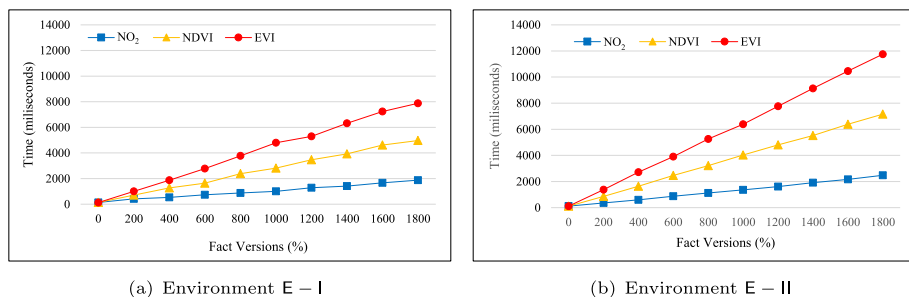 14000
12000
10000
8000
6000
4000
2000
0
Time (miliseconds)
NO₂ NDVI EVI
0 200 400 600 800 1000 1200 1400 1600 1800
Fact Versions (%)
(a) Environment E – I
14000
12000
10000
8000
6000
4000
2000
0
Time (miliseconds)
NO₂ NDVI EVI
0 200 400 600 800 1000 1200 1400 1600 1800
Fact Versions (%)
(b) Environment E – II